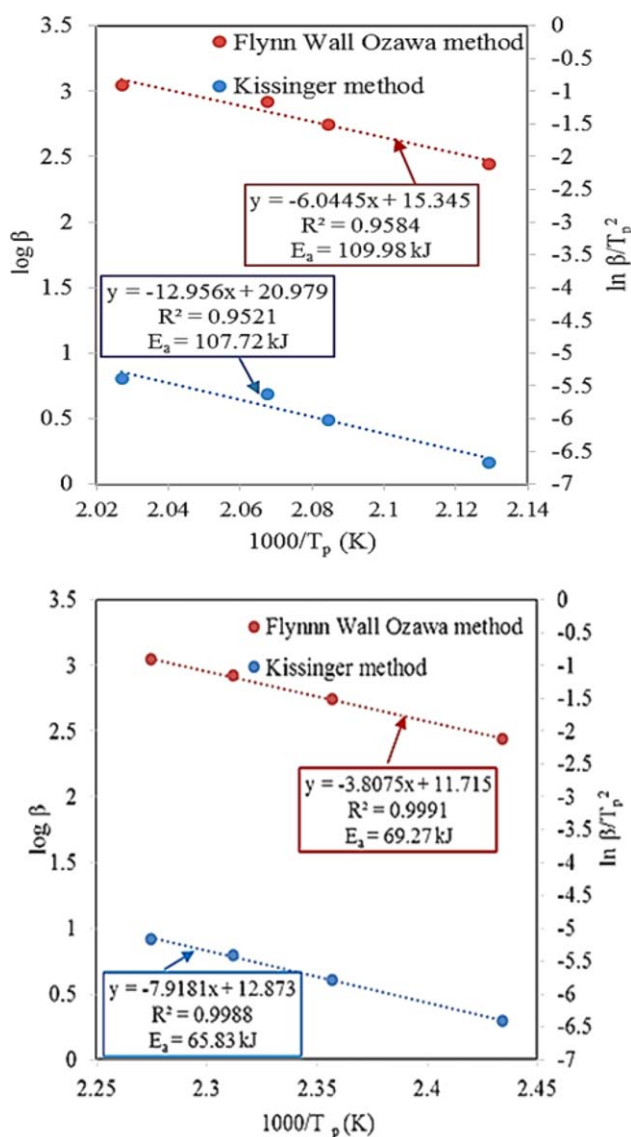 3.5
3
2.5
2
1.5
1
0.5
0
log β
Flynn Wall Ozawa method
Kissinger method
y = -6.0445x + 15.345
R² = 0.9584
Eₐ = 109.98 kJ
y = -12.956x + 20.979
R² = 0.9521
Eₐ = 107.72 kJ
0
-0.5
-1
-1.5
-2
-2.5
-3
-3.5
-4
-4.5
-5
-5.5
-6
-6.5
-7
ln β/Tₚ²
2.02 2.04 2.06 2.08 2.1 2.12 2.14
1000/Tₚ (K)
3.5
3
2.5
2
1.5
1
0.5
0
log β
Flynnn Wall Ozawa method
Kissinger method
y = -3.8075x + 11.715
R² = 0.9991
Eₐ = 69.27 kJ
y = -7.9181x + 12.873
R² = 0.9988
Eₐ = 65.83 kJ
0
-0.5
-1
-1.5
-2
-2.5
-3
-3.5
-4
-4.5
-5
-5.5
-6
-6.5
-7
ln β/Tₚ²
2.25 2.3 2.35 2.4 2.45
1000/Tₚ (K)